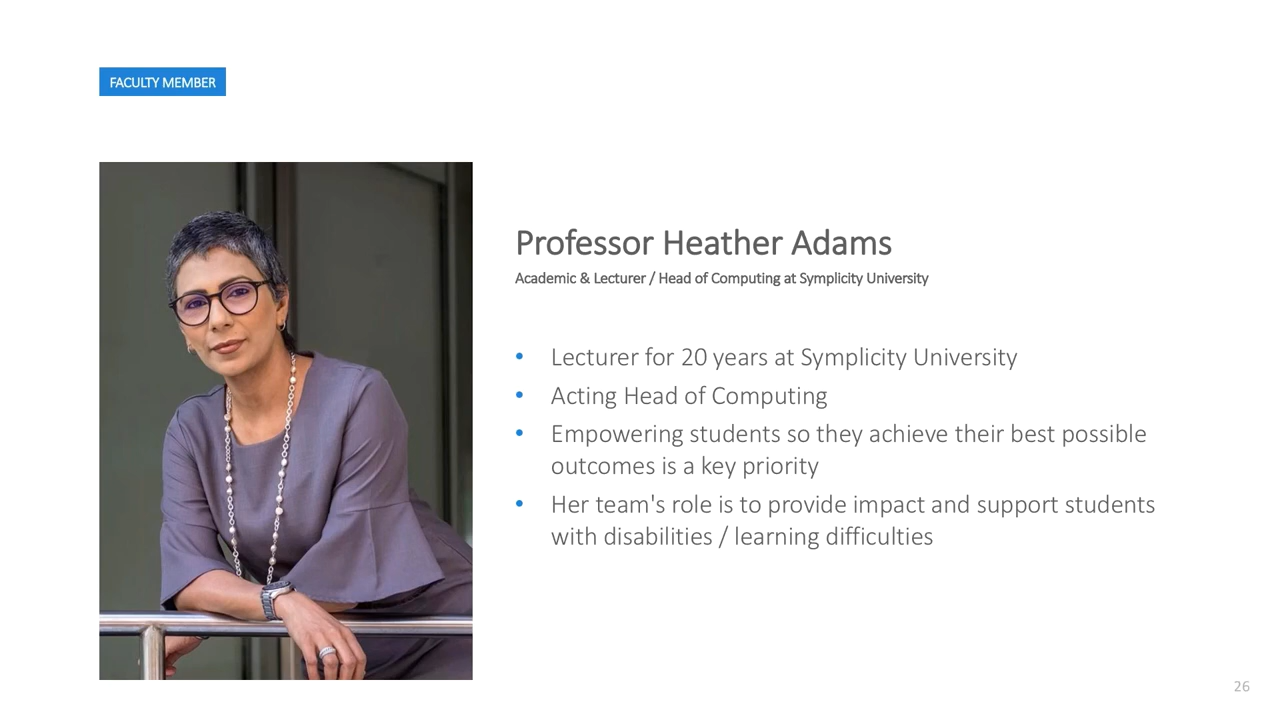 FACULTY MEMBER
Professor Heather Adams
Academic & Lecturer / Head of Computing at Symplicity University
• Lecturer for 20 years at Symplicity University
• Acting Head of Computing
• Empowering students so they achieve their best possible
outcomes is a key priority
• Her team's role is to provide impact and support students
with disabilities / learning difficulties
26